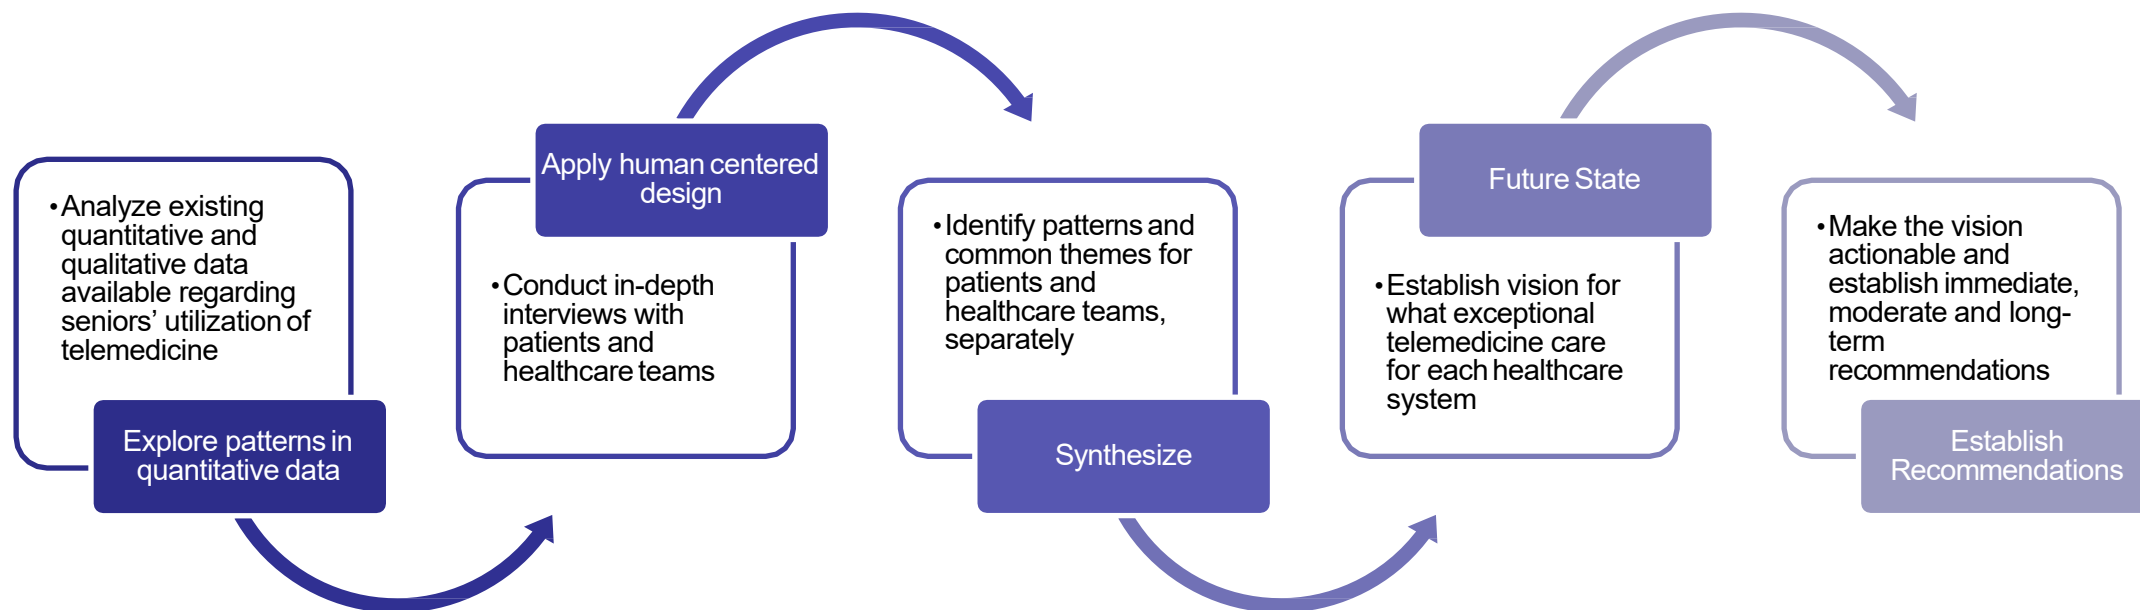 •Analyze existing
quantitative and
qualitative data
available regarding
seniors’ utilization of
telemedicine
Explore patterns in
quantitative data
Apply human centered
design
•Conduct in-depth
interviews with
patients and
healthcare teams
•Identify patterns and
common themes for
patients and
healthcare teams,
separately
Synthesize
Future State
•Establish vision for
what exceptional
telemedicine care
for each healthcare
system
•Make the vision
actionable and
establish immediate,
moderate and long-
term
recommendations
Establish
Recommendations